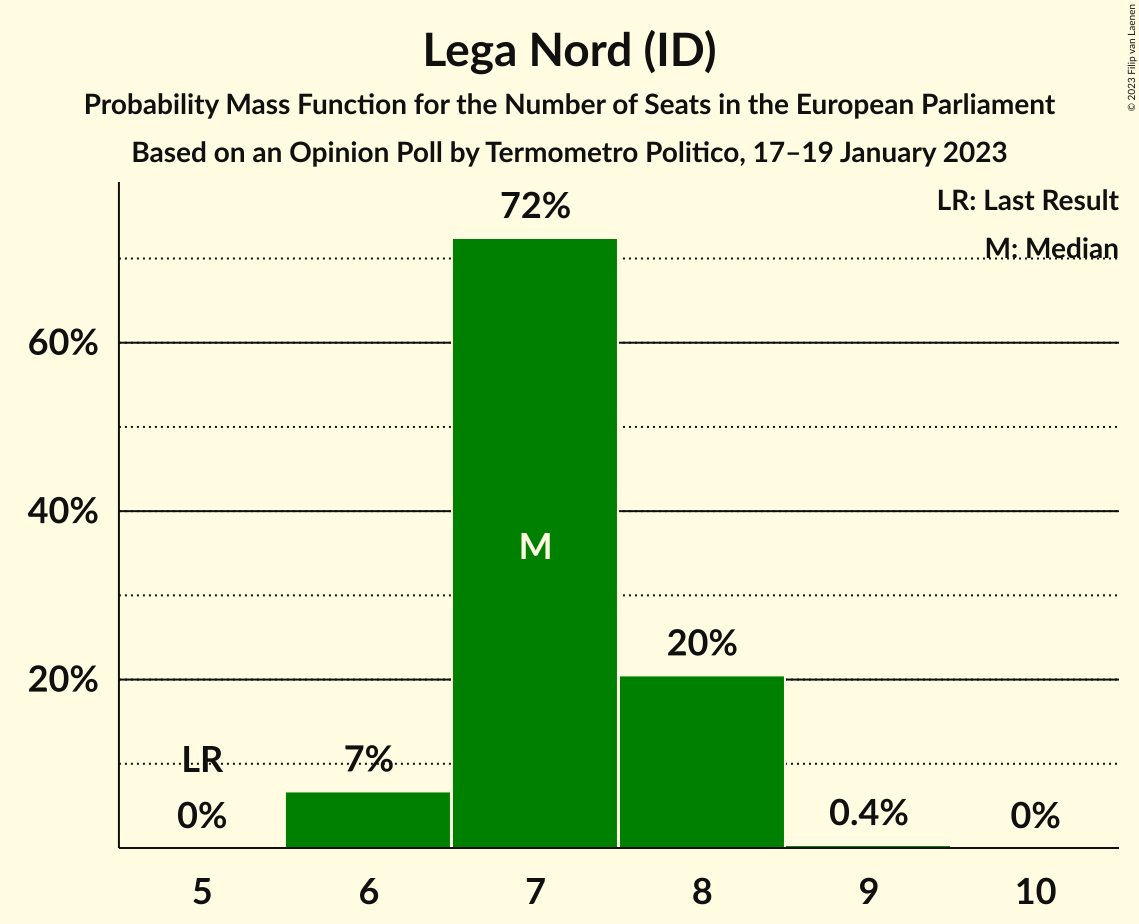 Lega Nord (ID)
Probability Mass Function for the Number of Seats in the European Parliament
Based on an Opinion Poll by Termometro Politico, 17–19 January 2023
© 2023 Filip van Laenen
LR: Last Result
M: Median
72%
60%
40%
M
20%
20%
LR
7%
0%
0.4%
0%
5 6 7 8 9 10